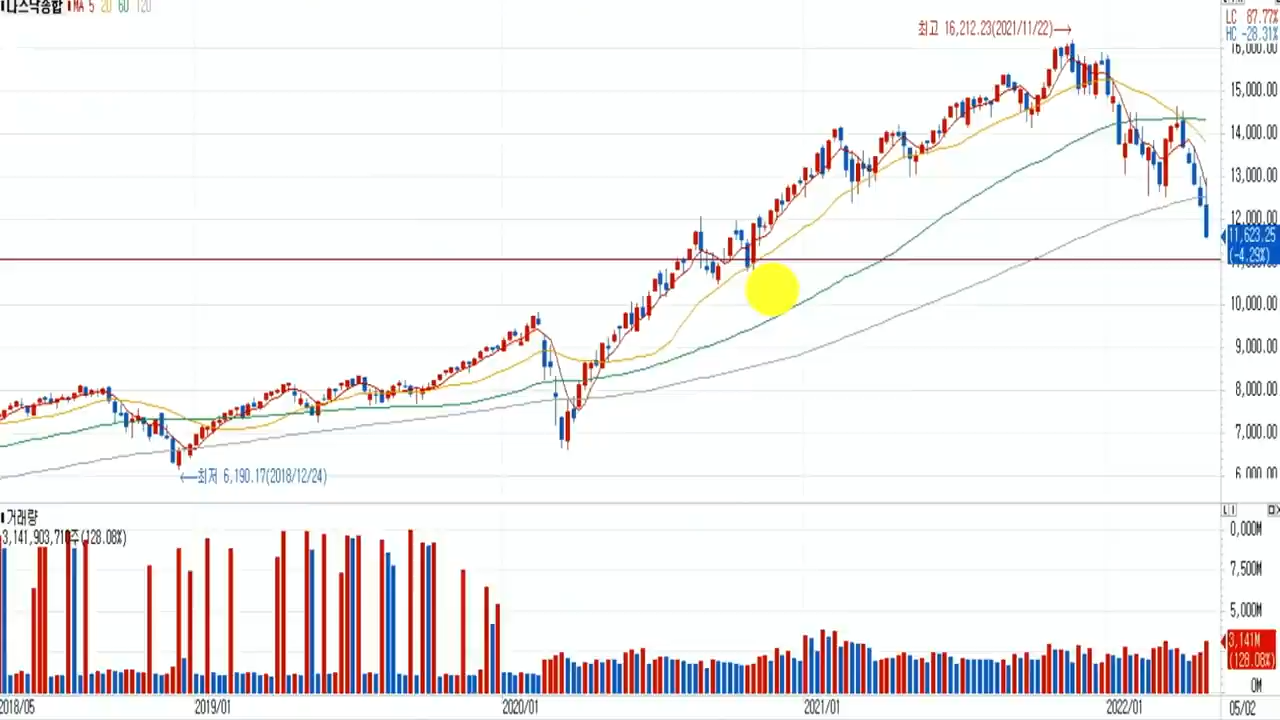 나스닥종합 MA 5 20 60 120
최고 16,212.23(2021/11/22)→
LC 87.77%
HC -28.31%
16,000.00
15,000.00
14,000.00
13,000.00
12,000.00
11,623.25
(-4.29%)
10,000.00
9,000.00
8,000.00
7,000.00
6,000.00
←최저 6,190.17(2018/12/24)
거래량
3,141,903,710주(128.08%)
0,000M
7,500M
5,000M
3,141M
(128.08%)
0M
2018/05 2019/01 2020/01 2021/01 2022/01 05/02